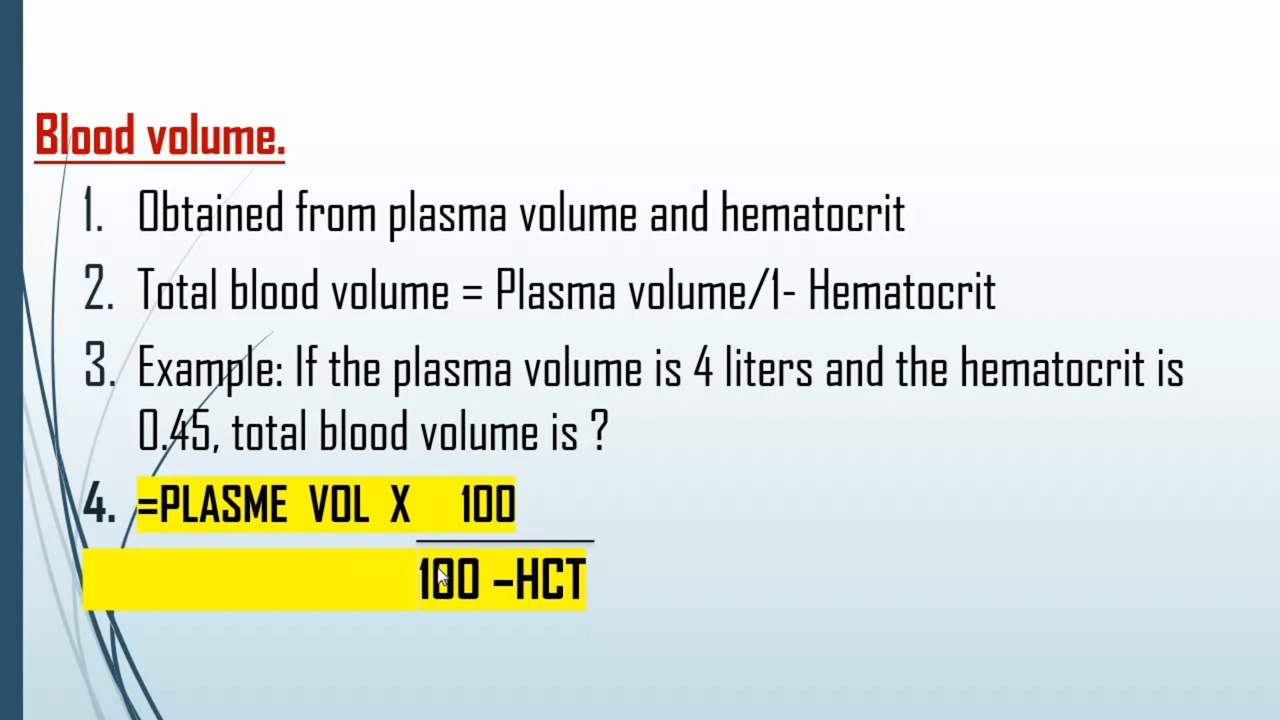 Blood volume.
1. Obtained from plasma volume and hematocrit
2. Total blood volume = Plasma volume/1- Hematocrit
3. Example: If the plasma volume is 4 liters and the hematocrit is
0.45, total blood volume is ?
4. =PLASME VOL X 100
100 –HCT